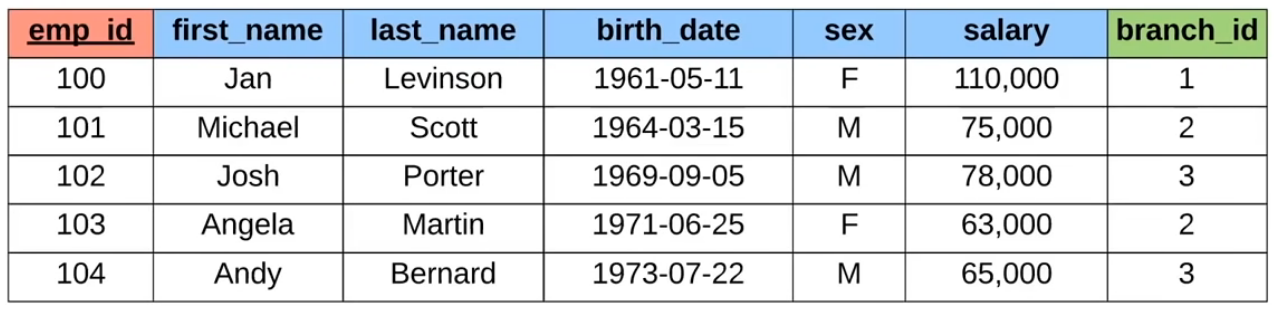 emp_id first_name last_name birth_date sex salary branch_id
100 Jan Levinson 1961-05-11 F 110,000 1
101 Michael Scott 1964-03-15 M 75,000 2
102 Josh Porter 1969-09-05 M 78,000 3
103 Angela Martin 1971-06-25 F 63,000 2
104 Andy Bernard 1973-07-22 M 65,000 3